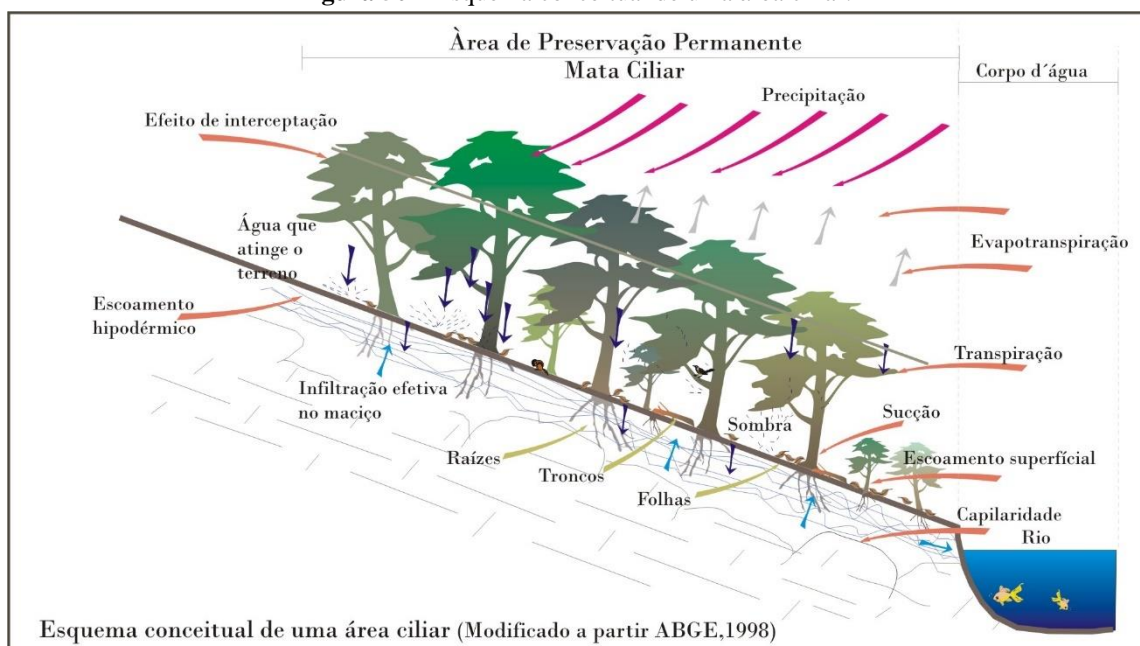 Àrea de Preservação Permanente
Mata Ciliar
Corpo d´água
Precipitação
Efeito de interceptação
Água que
atinge o
terreno
Evapotranspiração
Escoamento
hipodérmico
Transpiração
Infiltração efetiva
no maciço
Sombra
Sucção
Raízes
Troncos
Folhas
Escoamento superfícial
Capilaridade
Rio
Esquema conceitual de uma área ciliar (Modificado a partir ABGE,1998)